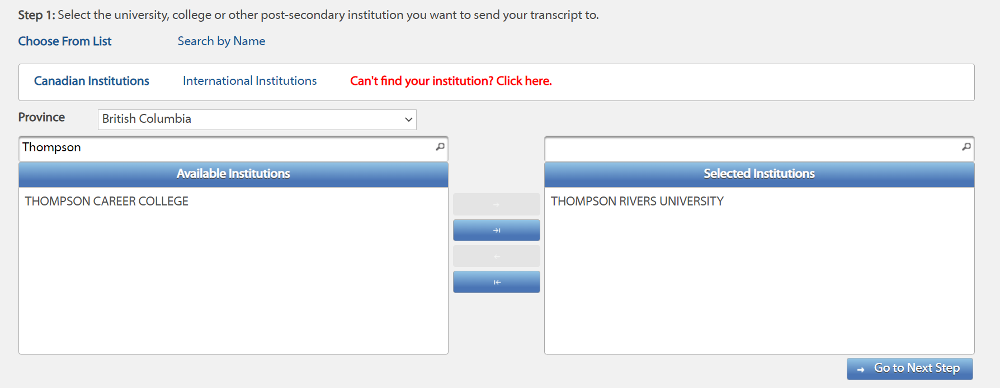 Step 1: Select the university, college or other post-secondary institution you want to send your transcript to.
Choose From List
Search by Name
Canadian Institutions
International Institutions
Can't find your institution? Click here.
Province
British Columbia
Thompson
Available Institutions
Selected Institutions
THOMPSON CAREER COLLEGE
THOMPSON RIVERS UNIVERSITY
Go to Next Step